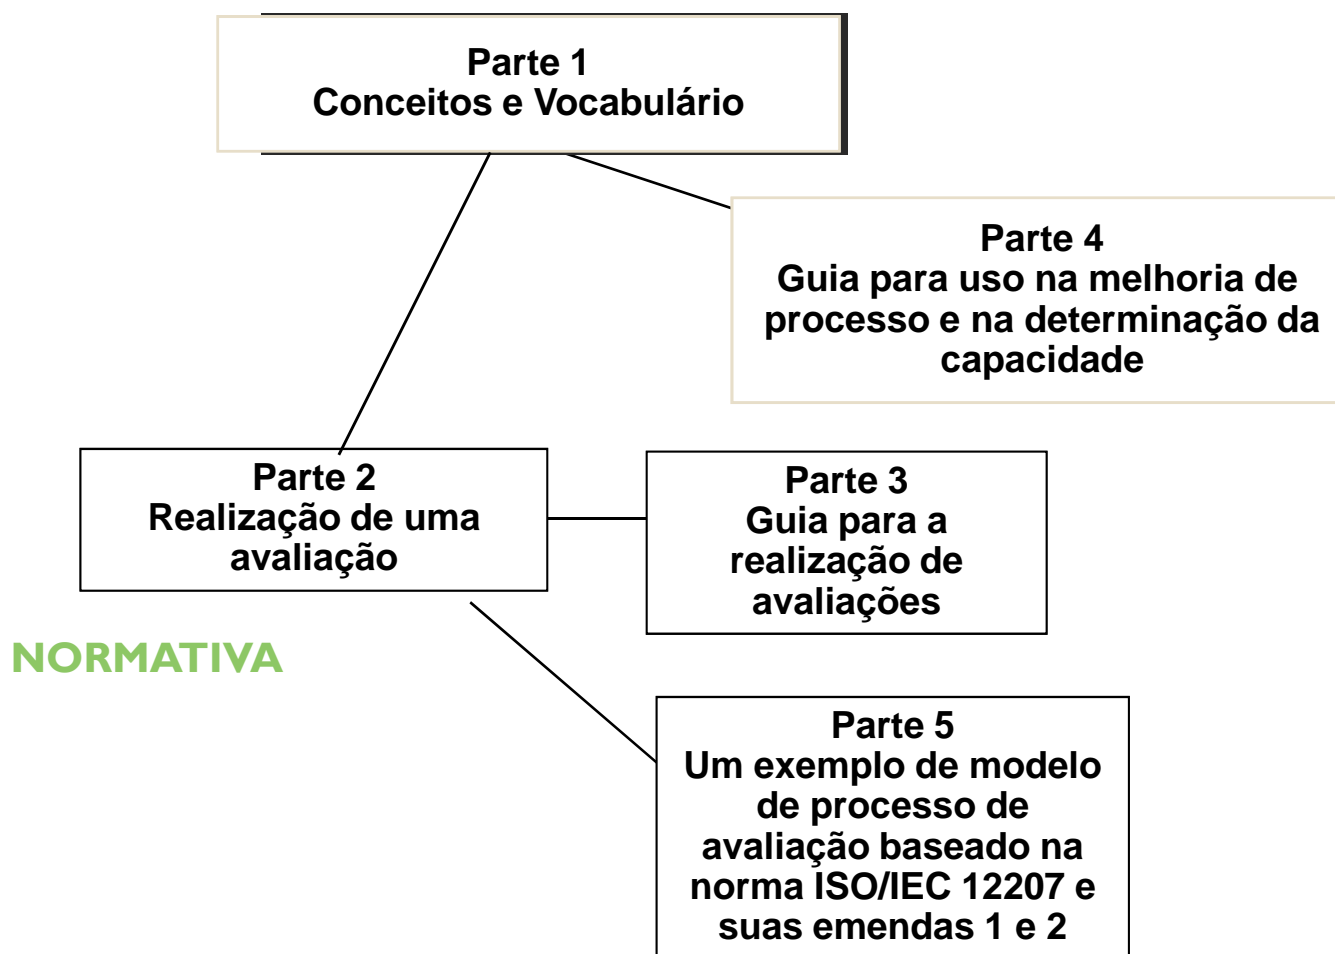 Parte 1
Conceitos e Vocabulário
Parte 4
Guia para uso na melhoria de
processo e na determinação da
capacidade
Parte 2
Realização de uma
avaliação
Parte 3
Guia para a
realização de
avaliações
NORMATIVA
Parte 5
Um exemplo de modelo
de processo de
avaliação baseado na
norma ISO/IEC 12207 e
suas emendas 1 e 2